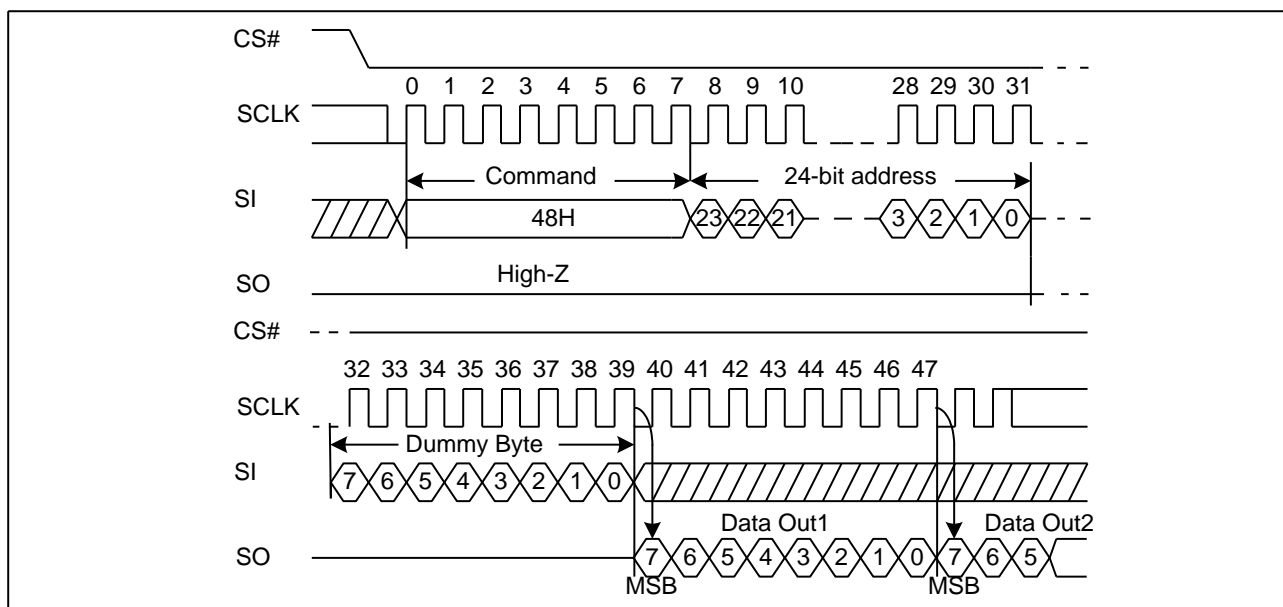 CS#
0 1 2 3 4 5 6 7 8 9 10 28 29 30 31
SCLK
Command 24-bit address
SI
48H 23 22 21 3 2 1 0
High-Z
SO
CS#
32 33 34 35 36 37 38 39 40 41 42 43 44 45 46 47
SCLK
Dummy Byte
SI
7 6 5 4 3 2 1 0
Data Out1 Data Out2
SO
7 6 5 4 3 2 1 0 7 6 5
MSB MSB